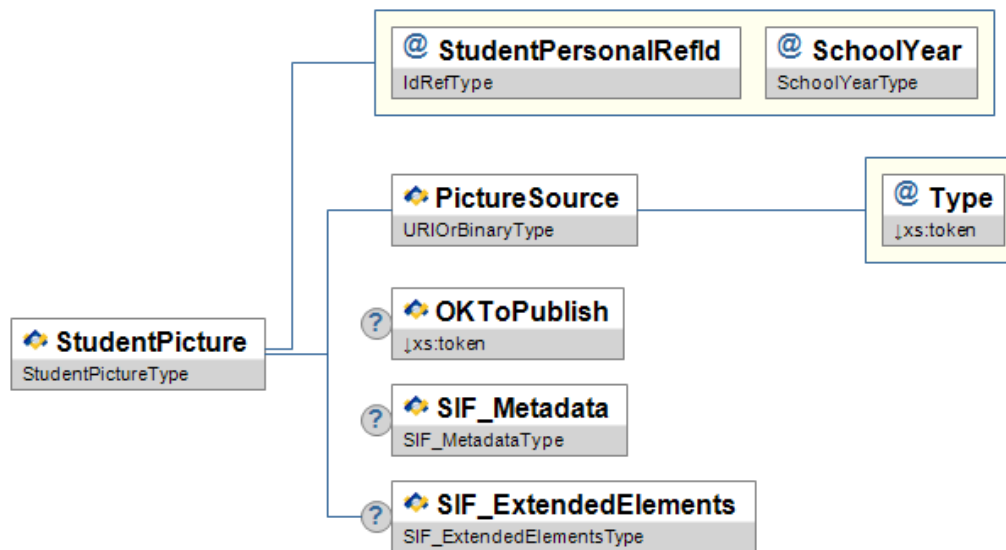 @ StudentPersonalRefId
IdRefType
@ SchoolYear
SchoolYearType
PictureSource
URIOrBinaryType
@ Type
↓xs:token
? OKToPublish
↓xs:token
StudentPicture
StudentPictureType
? SIF_Metadata
SIF_MetadataType
? SIF_ExtendedElements
SIF_ExtendedElementsType